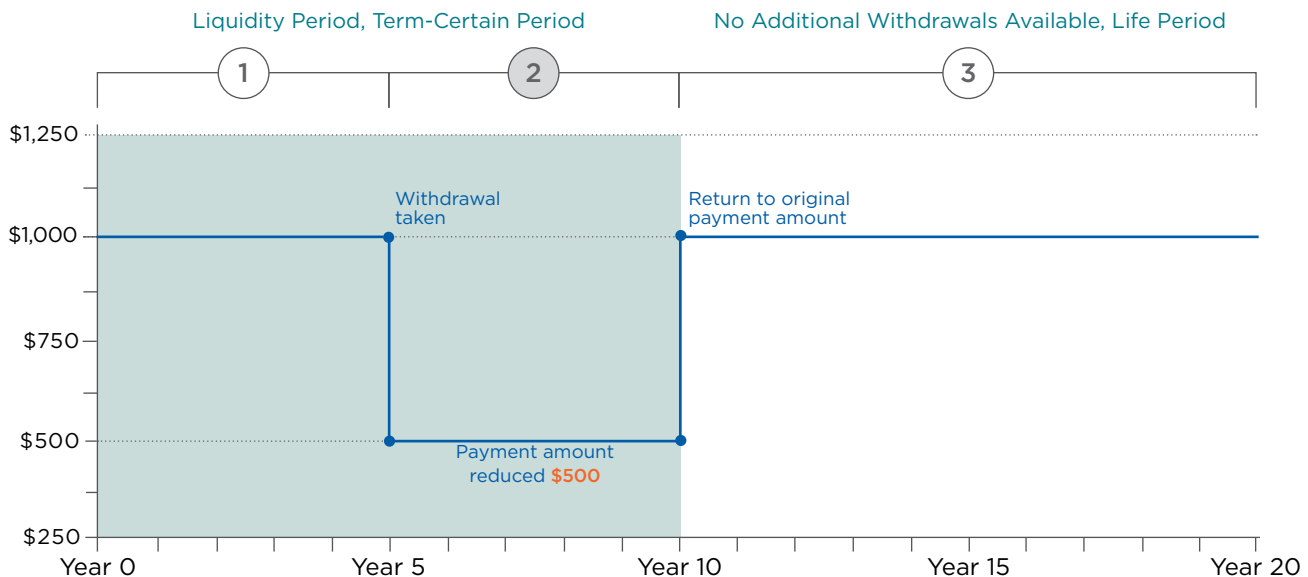 Liquidity Period, Term-Certain Period
No Additional Withdrawals Available, Life Period
1
2
3
$1,250
Withdrawal
taken
Return to original
payment amount
$1,000
$750
$500
Payment amount
reduced $500
$250
Year 0
Year 5
Year 10
Year 15
Year 20